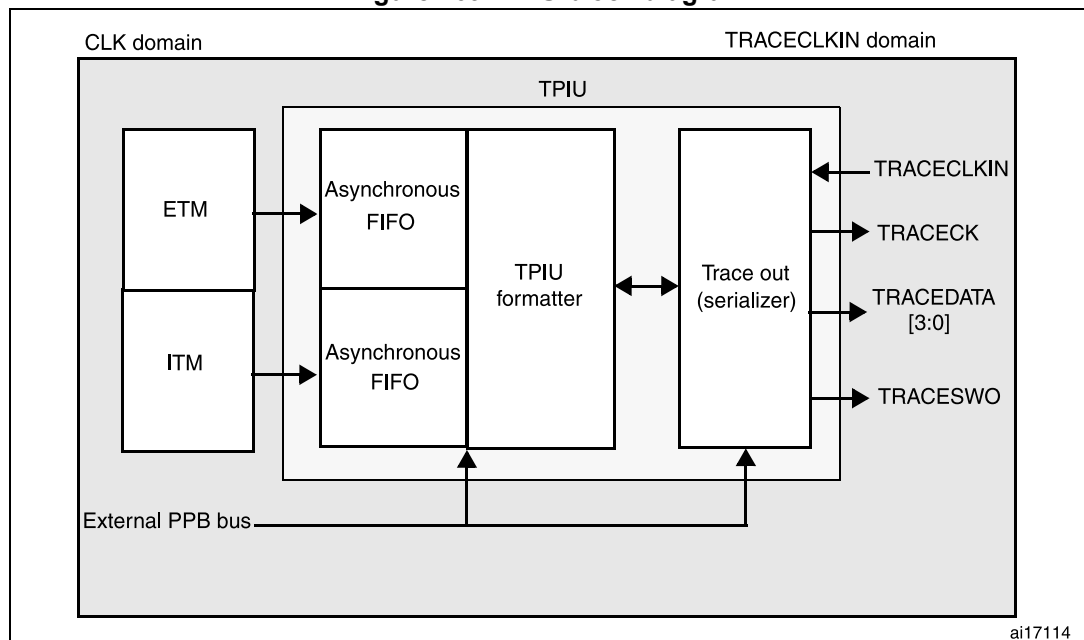 CLK domain
TRACECLKIN domain
TPIU
ETM
Asynchronous
FIFO
TPIU
formatter
Trace out
(serializer)
TRACECLKIN
TRACECK
TRACEDATA
[3:0]
TRACESWO
ITM
Asynchronous
FIFO
External PPB bus
ai17114